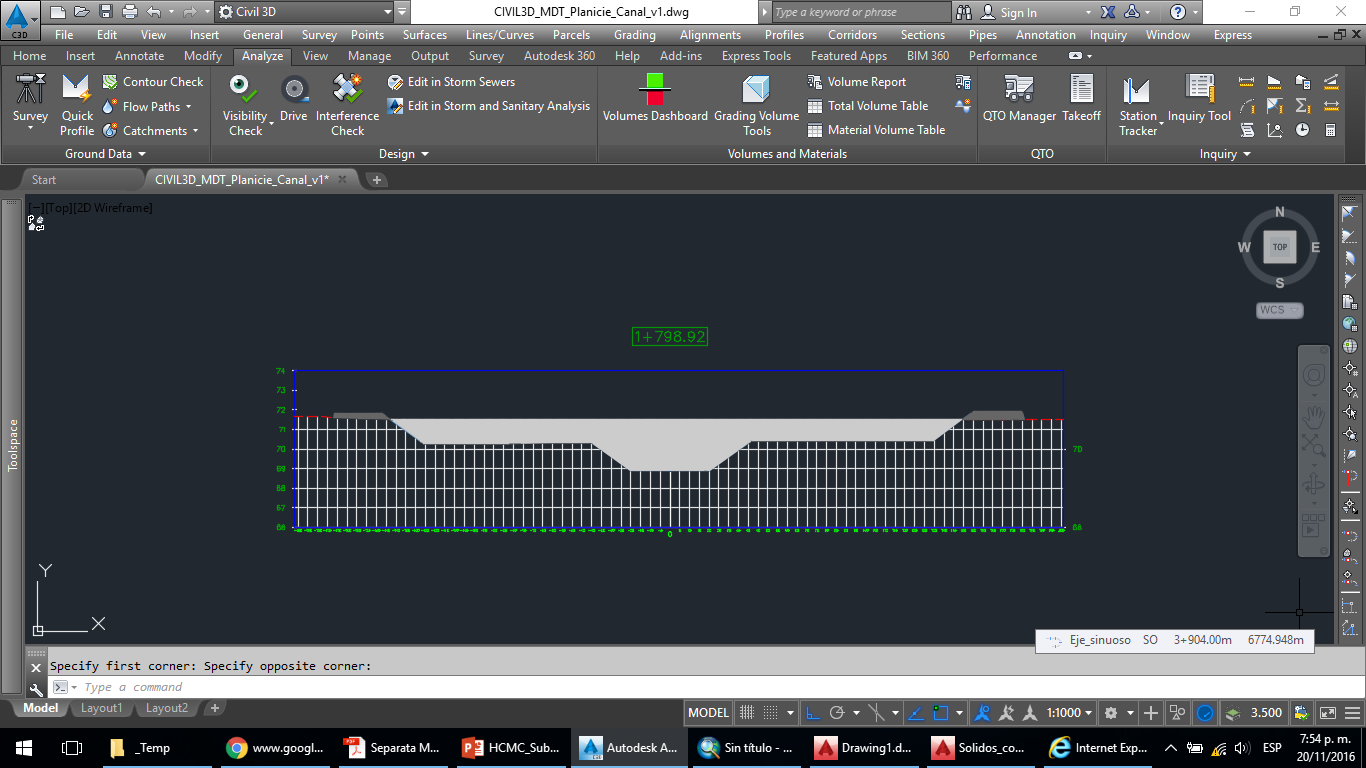 Civil 3D
CIVIL3D_MDT_Planicie_Canal_v1.dwg
Type a keyword or phrase
Sign In
C3D
File Edit View Insert General Survey Points Surfaces Lines/Curves Parcels Grading Alignments Profiles Corridors Sections Pipes Annotation Inquiry Window Express
Home Insert Annotate Modify Analyze View Manage Output Survey Autodesk 360 Help Add-ins Express Tools Featured Apps BIM 360 Performance
Survey
Quick Profile
Contour Check
Flow Paths
Catchments
Ground Data
Visibility Check
Drive
Interference Check
Edit in Storm Sewers
Edit in Storm and Sanitary Analysis
Design
Volumes Dashboard
Grading Volume Tools
Volume Report
Total Volume Table
Material Volume Table
Volumes and Materials
QTO Manager
Takeoff
QTO
Station Tracker
Inquiry Tool
Inquiry
Start
CIVIL3D_MDT_Planicie_Canal_v1*
[−][Top][2D Wireframe]
N
W
TOP
E
S
WCS
1+798.92
74
73
72
71
70
69
68
67
66
0
70
66
Y
X
Toolspace
Eje_sinuoso SO 3+904.00m 6774.948m
Specify first corner: Specify opposite corner:
Type a command
Model Layout1 Layout2
MODEL
1:1000
3.500
_Temp
www.googl...
Separata M...
HCMC_Sub...
Autodesk A...
Sin título - ...
Drawing1.d...
Solidos_co...
Internet Exp...
ESP
7:54 p. m.
20/11/2016